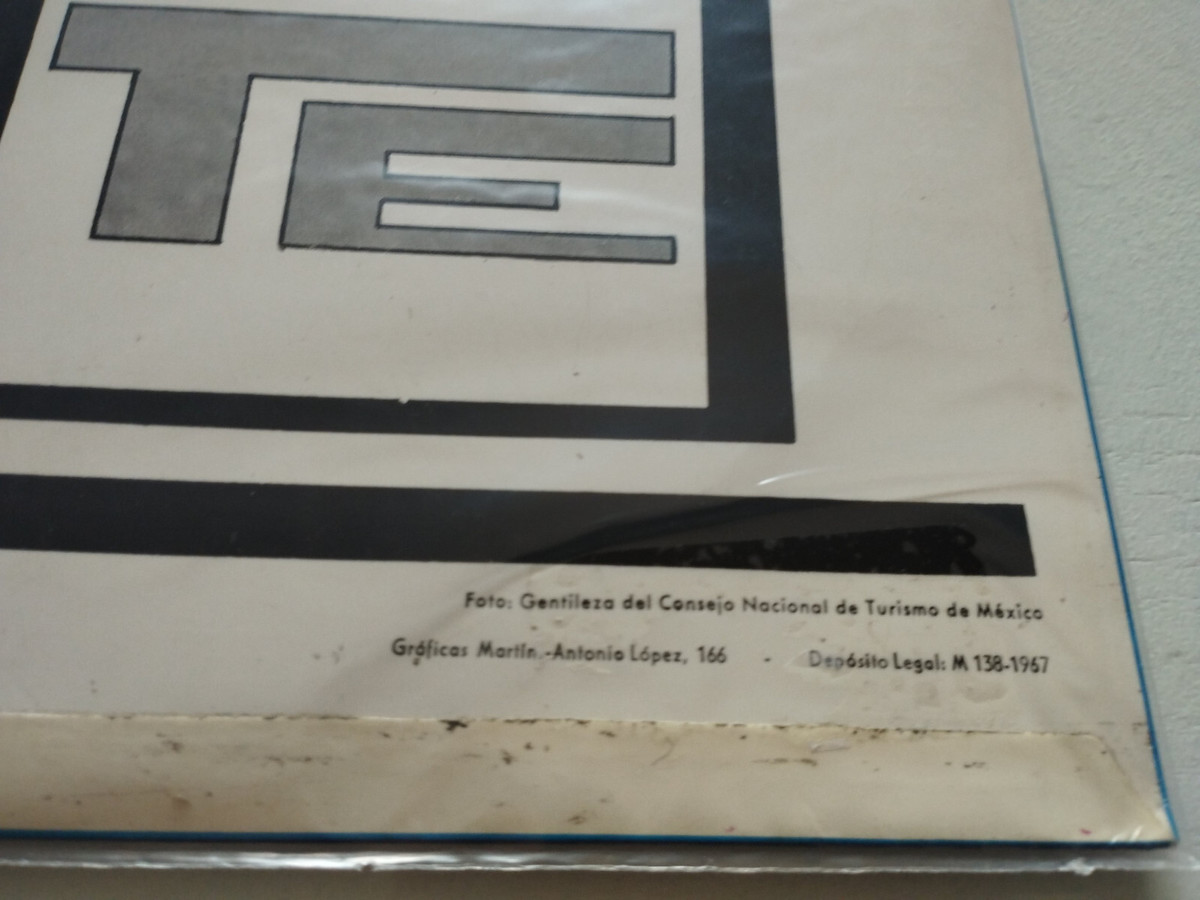 TE
Foto: Gentileza del Consejo Nacional de Turismo de México
Gráficas Martín.-Antonio López, 166 - Depósito Legal: M 138-1967